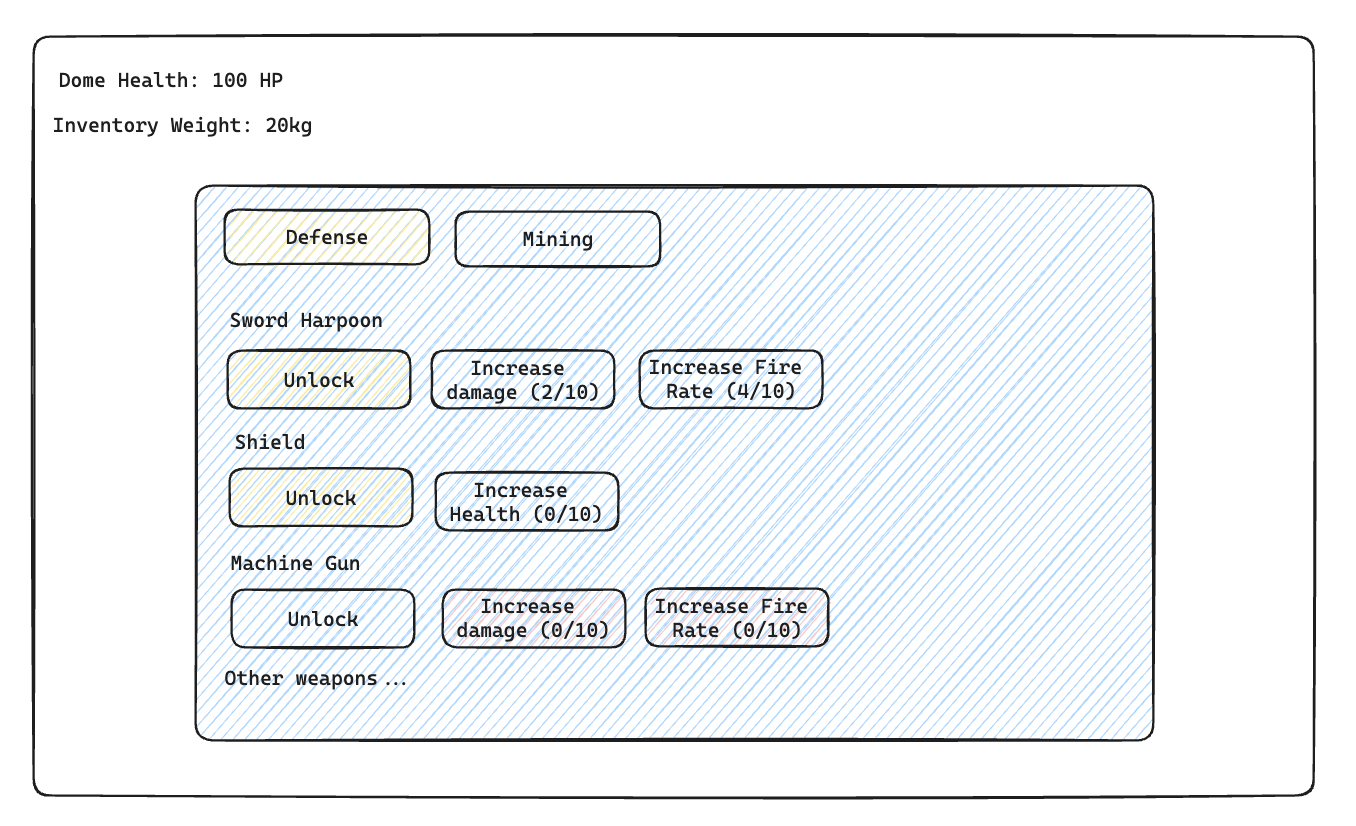 Dome Health: 100 HP
Inventory Weight: 20kg
Defense
Mining
Sword Harpoon
Unlock
Increase
damage (2/10)
Increase Fire
Rate (4/10)
Shield
Unlock
Increase
Health (0/10)
Machine Gun
Unlock
Increase
damage (0/10)
Increase Fire
Rate (0/10)
Other weapons...